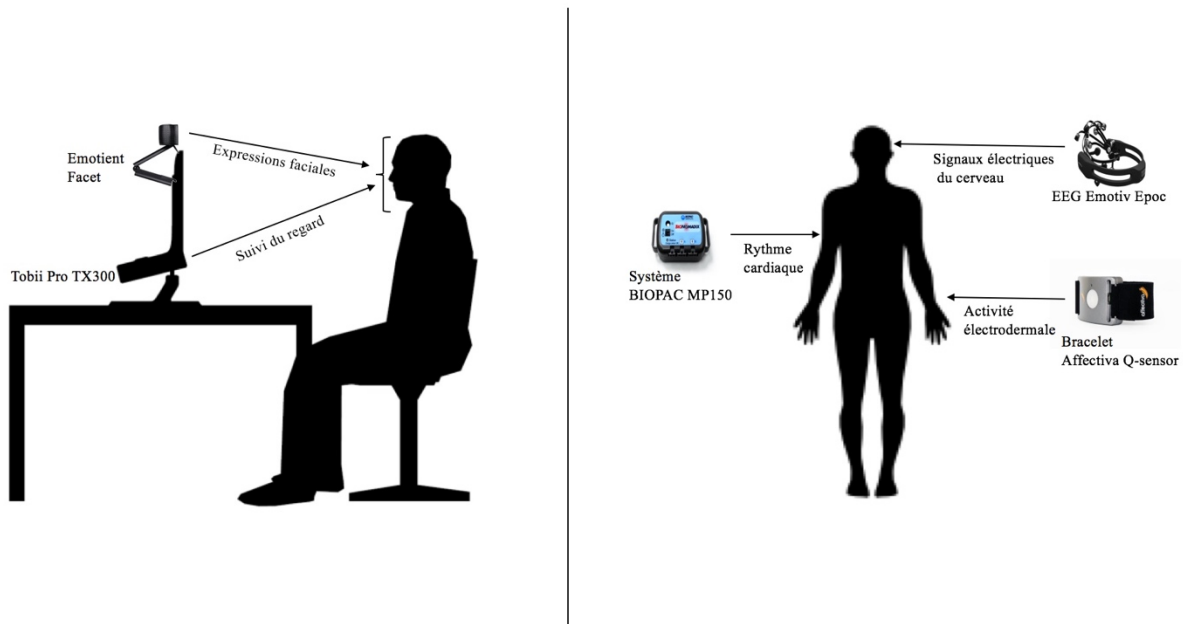 Emotient
Facet
Expressions faciales
Suivi du regard
Tobii Pro TX300
Signaux électriques
du cerveau
EEG Emotiv Epoc
Rythme
cardiaque
Système
BIOPAC MP150
Activité
électrodermale
Bracelet
Affectiva Q-sensor